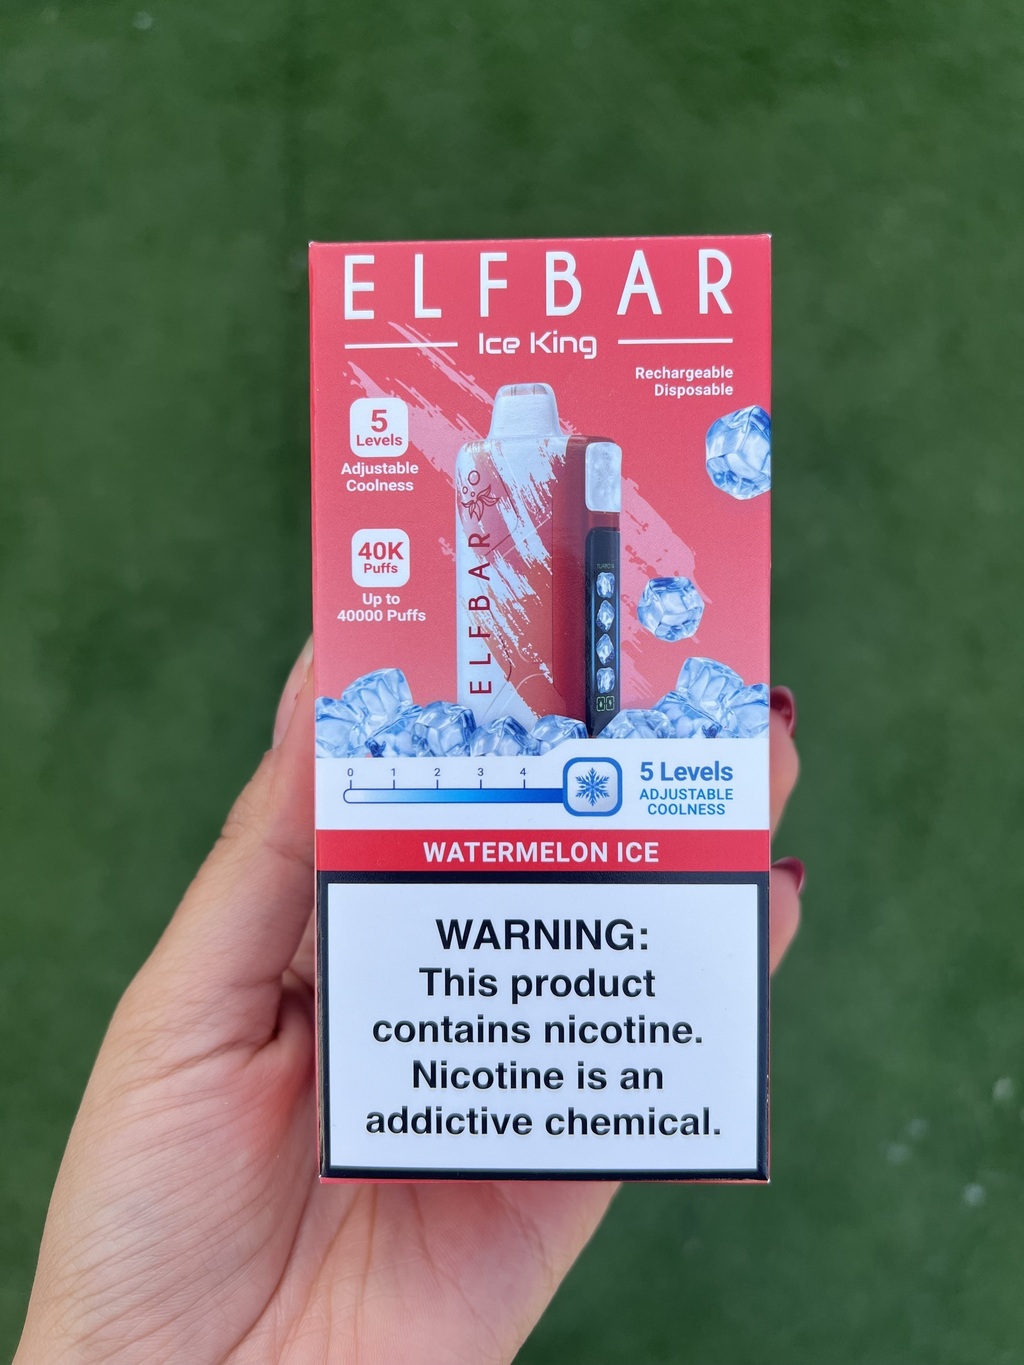 ELFBAR
Ice King
Rechargeable
Disposable
5
Levels
Adjustable
Coolness
40K
Puffs
Up to
40000 Puffs
ELFBAR
0 1 2 3 4
5 Levels
ADJUSTABLE
COOLNESS
WATERMELON ICE
WARNING:
This product
contains nicotine.
Nicotine is an
addictive chemical.